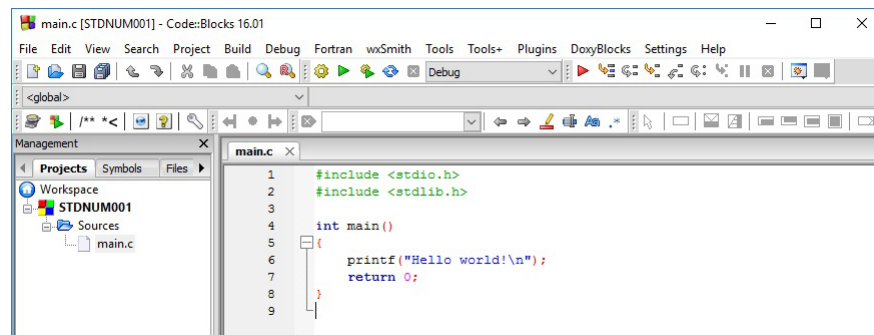 main.c [STDNUM001] - Code::Blocks 16.01
File Edit View Search Project Build Debug Fortran wxSmith Tools Tools+ Plugins DoxyBlocks Settings Help
Debug
<global>
/** *<
Management
Projects Symbols Files
main.c
Workspace
STDNUM001
Sources
main.c
1 #include <stdio.h>
2 #include <stdlib.h>
3
4 int main()
5 {
6 printf("Hello world!\n");
7 return 0;
8 }
9